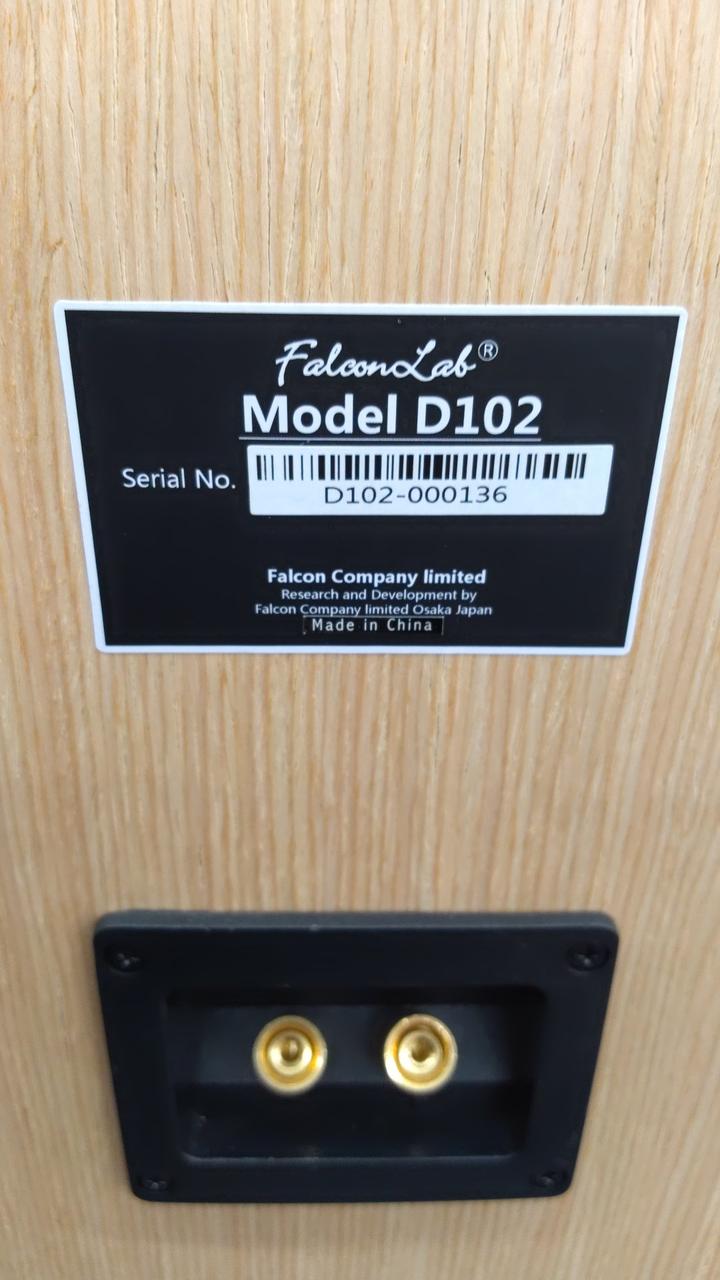 FalconLab®
Model D102
Serial No.
D102-000136
Falcon Company limited
Research and Development by
Falcon Company limited Osaka Japan
Made in China